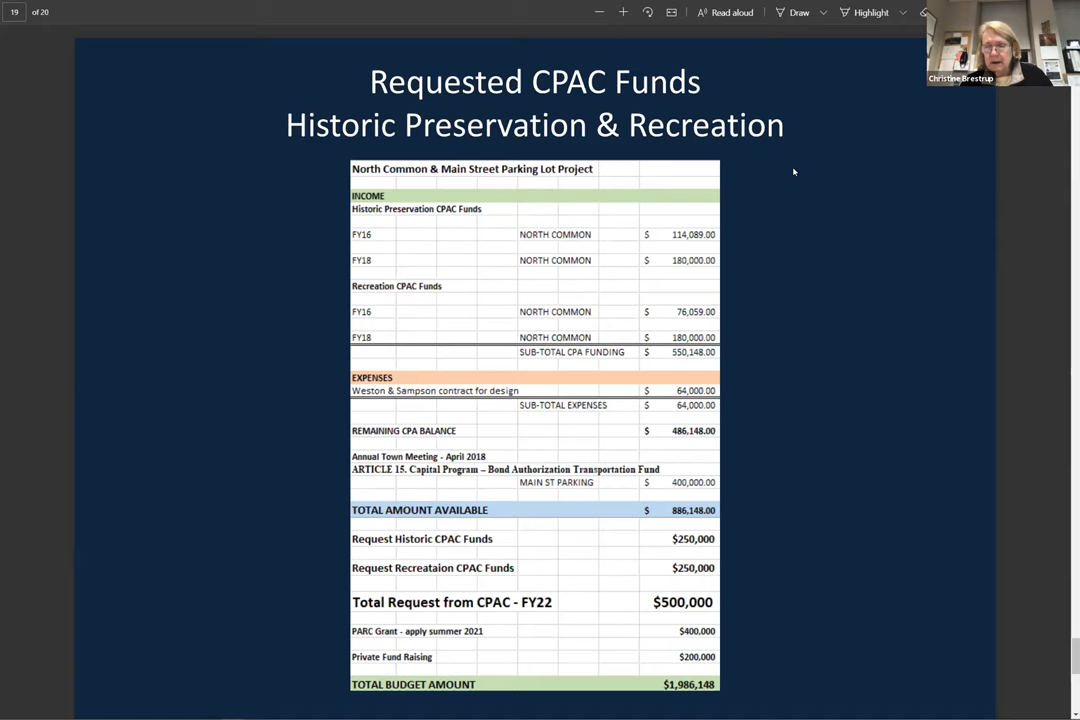 19 of 20
Read aloud
Draw
Highlight
Christine Brestrup
Requested CPAC Funds
Historic Preservation & Recreation
North Common & Main Street Parking Lot Project
INCOME
Historic Preservation CPAC Funds
FY16 NORTH COMMON $ 114,089.00
FY18 NORTH COMMON $ 180,000.00
Recreation CPAC Funds
FY16 NORTH COMMON $ 76,059.00
FY18 NORTH COMMON $ 180,000.00
SUB-TOTAL CPA FUNDING $ 550,148.00
EXPENSES
Weston & Sampson contract for design $ 64,000.00
SUB-TOTAL EXPENSES $ 64,000.00
REMAINING CPA BALANCE $ 486,148.00
Annual Town Meeting - April 2018
ARTICLE 15. Capital Program – Bond Authorization Transportation Fund
MAIN ST PARKING $ 400,000.00
TOTAL AMOUNT AVAILABLE $ 886,148.00
Request Historic CPAC Funds $250,000
Request Recreataion CPAC Funds $250,000
Total Request from CPAC - FY22 $500,000
PARC Grant - apply summer 2021 $400,000
Private Fund Raising $200,000
TOTAL BUDGET AMOUNT $1,986,148